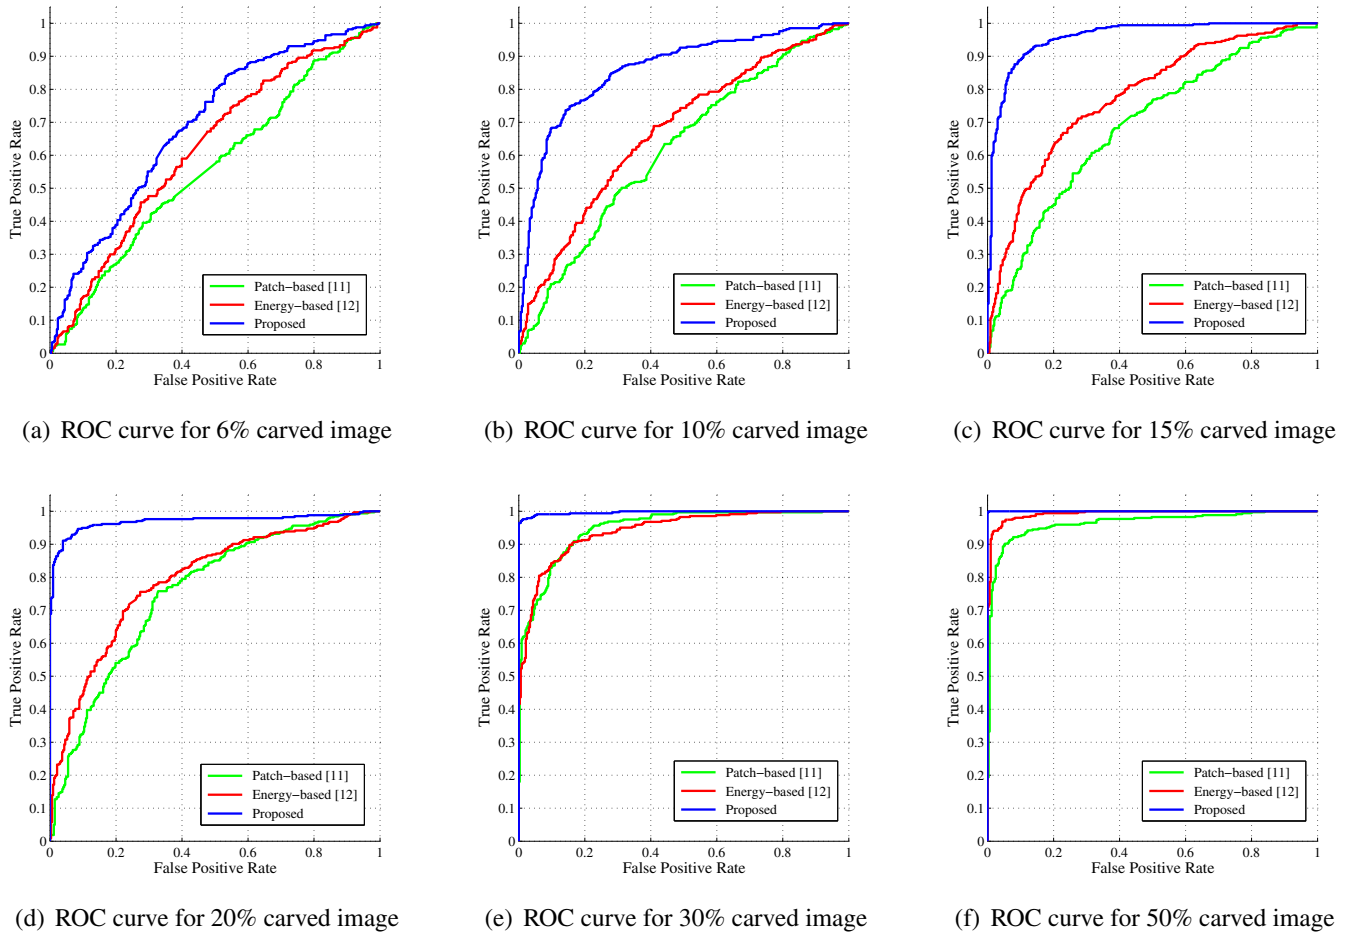 1
0.9
0.8
0.7
0.6
0.5
0.4
0.3
0.2
0.1
0
True Positive Rate
Patch−based [11]
Energy−based [12]
Proposed
0 0.2 0.4 0.6 0.8 1
False Positive Rate
(a) ROC curve for 6% carved image
1
0.9
0.8
0.7
0.6
0.5
0.4
0.3
0.2
0.1
0
True Positive Rate
Patch−based [11]
Energy−based [12]
Proposed
0 0.2 0.4 0.6 0.8 1
False Positive Rate
(b) ROC curve for 10% carved image
1
0.9
0.8
0.7
0.6
0.5
0.4
0.3
0.2
0.1
0
True Positive Rate
Patch−based [11]
Energy−based [12]
Proposed
0 0.2 0.4 0.6 0.8 1
False Positive Rate
(c) ROC curve for 15% carved image
1
0.9
0.8
0.7
0.6
0.5
0.4
0.3
0.2
0.1
0
True Positive Rate
Patch−based [11]
Energy−based [12]
Proposed
0 0.2 0.4 0.6 0.8 1
False Positive Rate
(d) ROC curve for 20% carved image
1
0.9
0.8
0.7
0.6
0.5
0.4
0.3
0.2
0.1
0
True Positive Rate
Patch−based [11]
Energy−based [12]
Proposed
0 0.2 0.4 0.6 0.8 1
False Positive Rate
(e) ROC curve for 30% carved image
1
0.9
0.8
0.7
0.6
0.5
0.4
0.3
0.2
0.1
0
True Positive Rate
Patch−based [11]
Energy−based [12]
Proposed
0 0.2 0.4 0.6 0.8 1
False Positive Rate
(f) ROC curve for 50% carved image